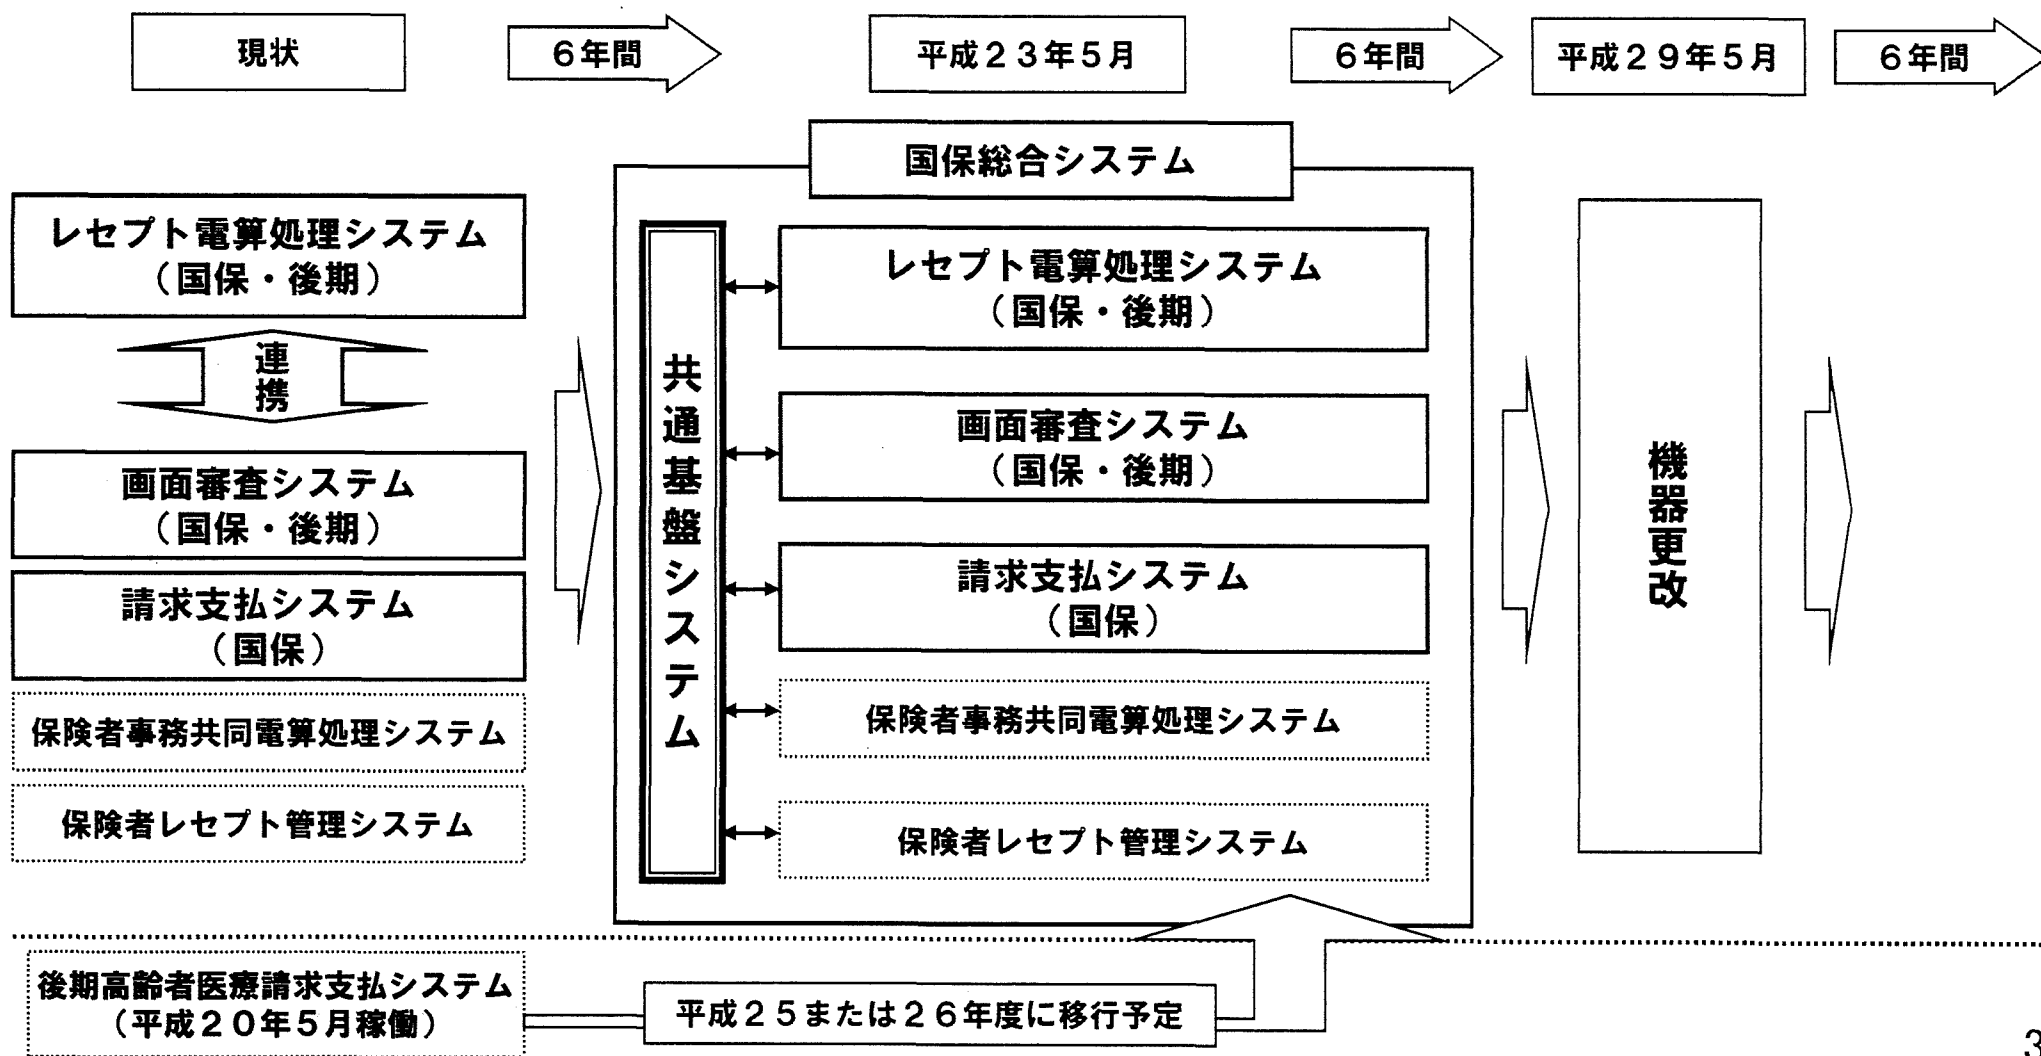 現状
6年間
平成23年5月
6年間
平成29年5月
6年間
国保総合システム
レセプト電算処理システム
(国保・後期)
連携
画面審査システム
(国保・後期)
請求支払システム
(国保)
保険者事務共同電算処理システム
保険者レセプト管理システム
共通基盤システム
レセプト電算処理システム
(国保・後期)
画面審査システム
(国保・後期)
請求支払システム
(国保)
保険者事務共同電算処理システム
保険者レセプト管理システム
機器更改
後期高齢者医療請求支払システム
(平成20年5月稼働)
平成25または26年度に移行予定
3